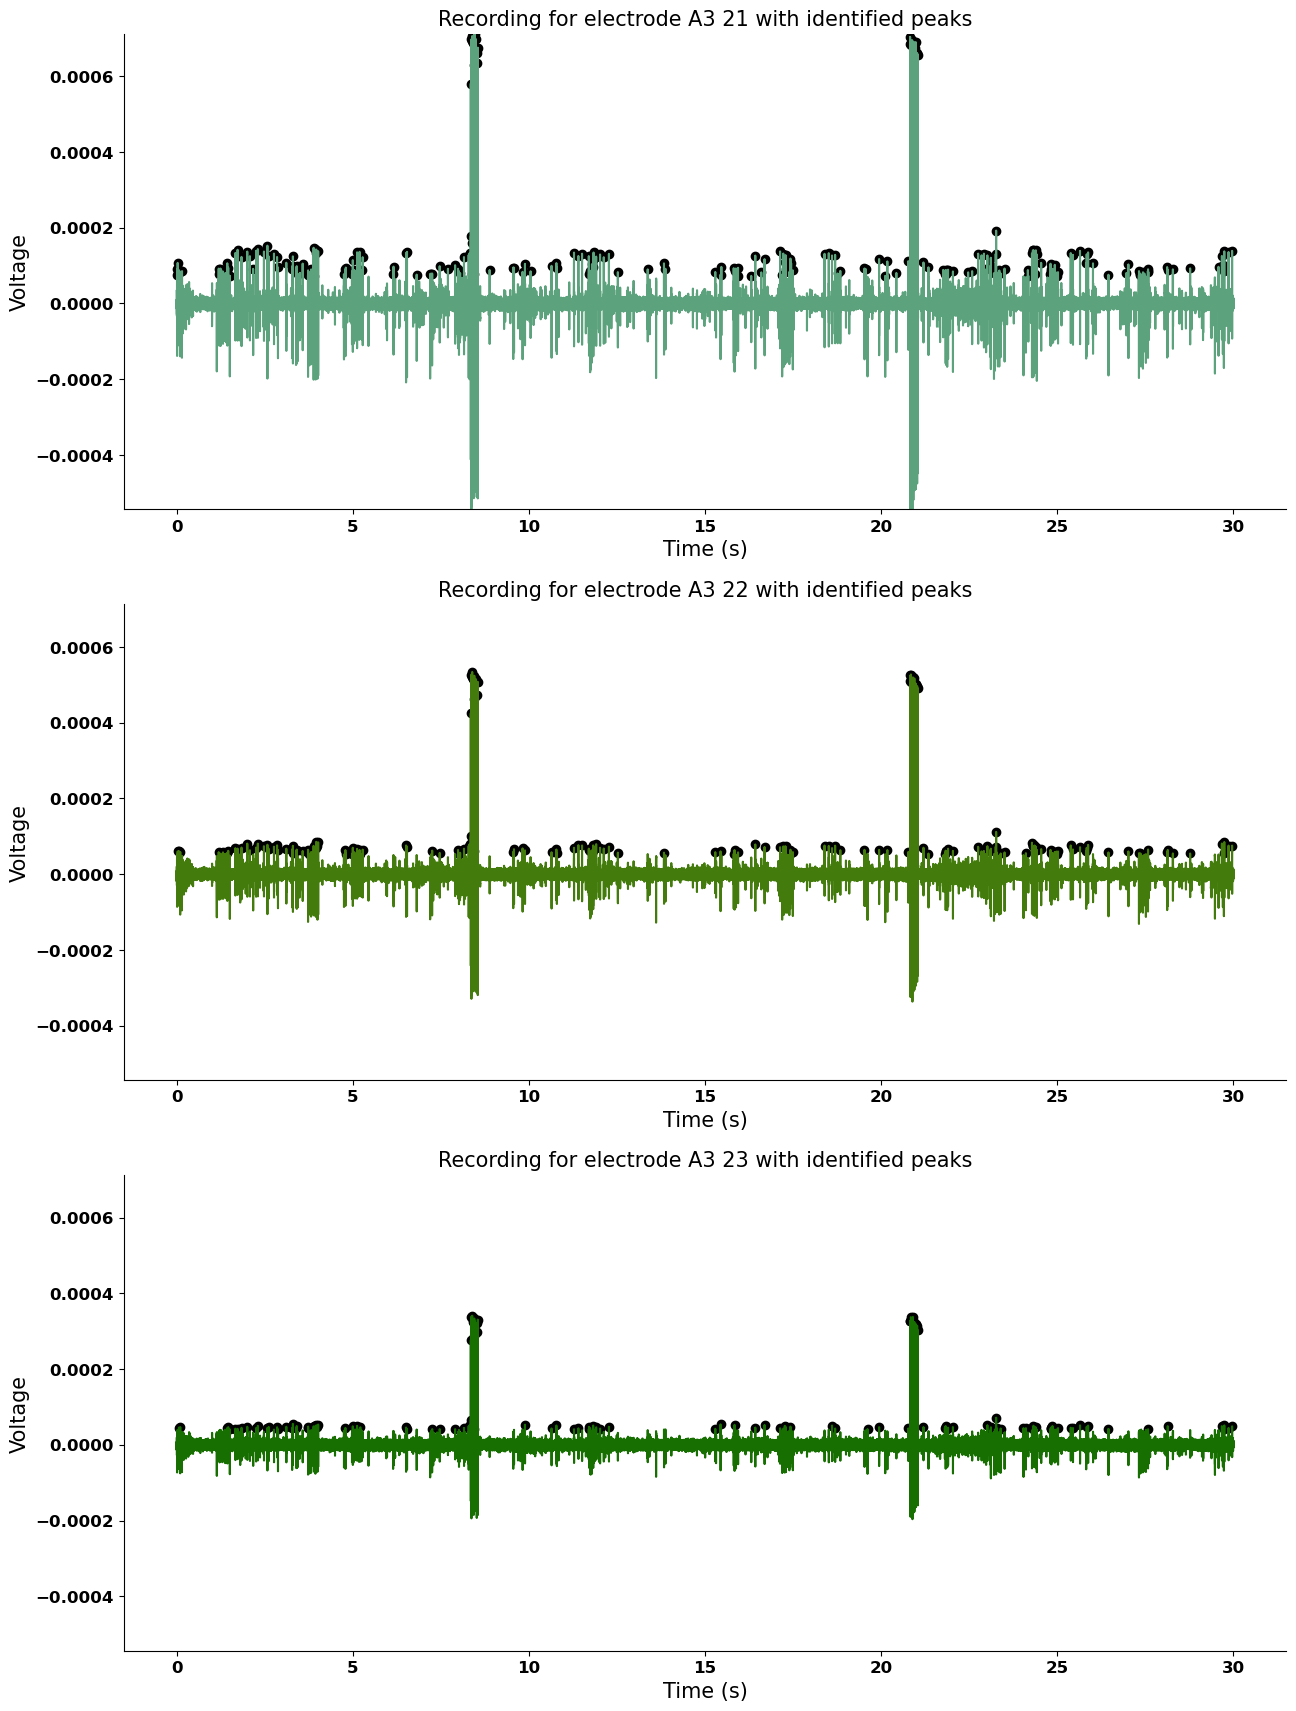 Recording for electrode A3 21 with identified peaks
0.0006
0.0004
0.0002
0.0000
−0.0002
−0.0004
Voltage
0 5 10 15 20 25 30
Time (s)
Recording for electrode A3 22 with identified peaks
0.0006
0.0004
0.0002
0.0000
−0.0002
−0.0004
Voltage
0 5 10 15 20 25 30
Time (s)
Recording for electrode A3 23 with identified peaks
0.0006
0.0004
0.0002
0.0000
−0.0002
−0.0004
Voltage
0 5 10 15 20 25 30
Time (s)